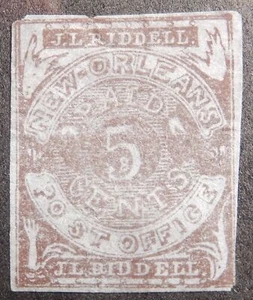 J.L.RIDDELL.
NEW-ORLEANS
PAID
5
CENTS
POST OFFICE
J.L.RIDDELL.